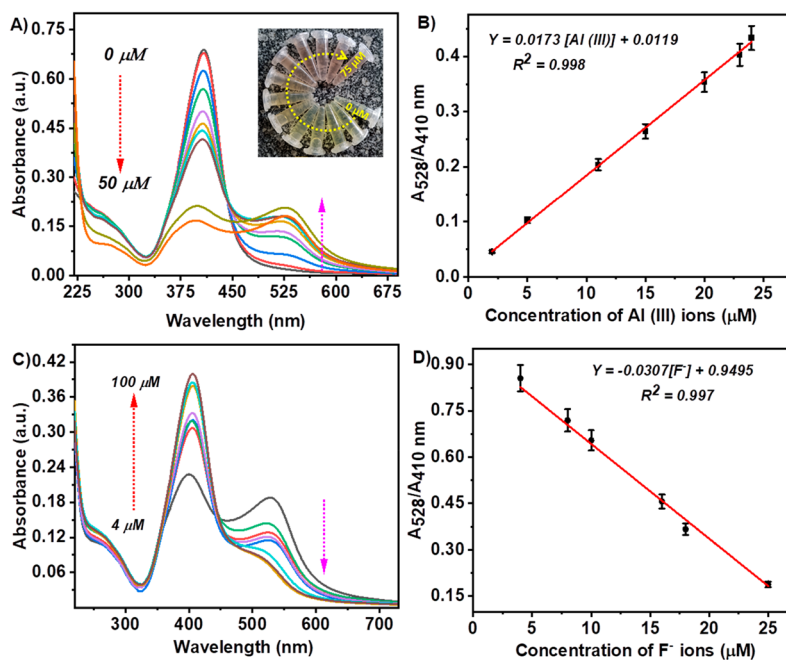 A)
0 μM
50 μM
75 μM
0 μM
0.75
0.60
0.45
0.30
0.15
0.00
Absorbance (a.u.)
225 300 375 450 525 600 675
Wavelength (nm)
B)
Y = 0.0173 [Al (III)] + 0.0119
R² = 0.998
0.4
0.3
0.2
0.1
0.0
A₅₂₈/A₄₁₀ nm
0 5 10 15 20 25
Concentration of Al (III) ions (μM)
C)
100 μM
4 μM
0.42
0.36
0.30
0.24
0.18
0.12
0.06
Absorbance (a.u.)
300 400 500 600 700
Wavelength (nm)
D)
Y = -0.0307[F⁻] + 0.9495
R² = 0.997
0.90
0.75
0.60
0.45
0.30
0.15
A₅₂₈/A₄₁₀ nm
0 5 10 15 20 25
Concentration of F⁻ ions (μM)